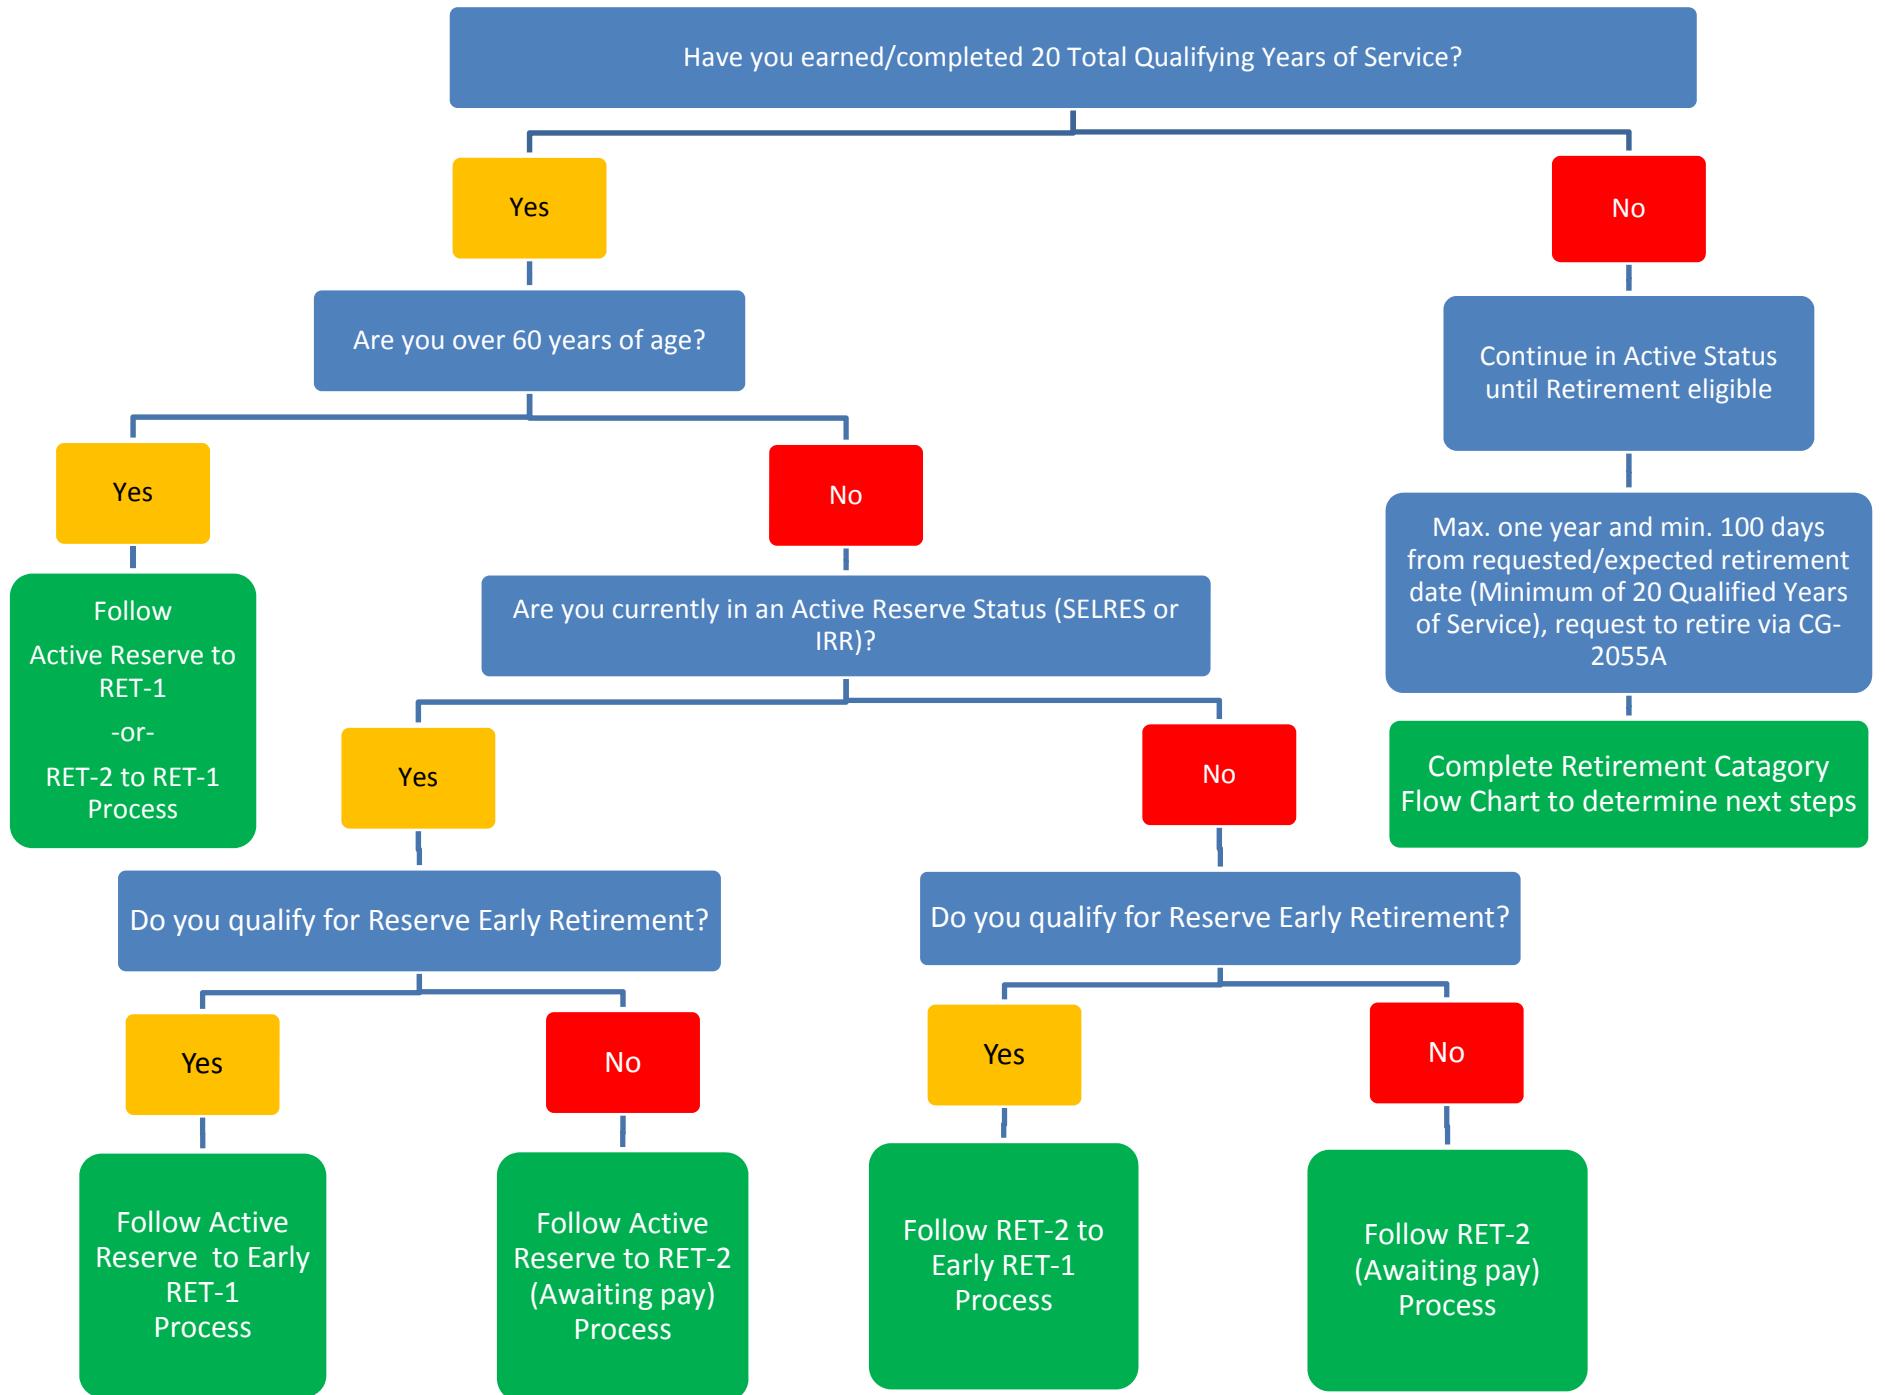 Have you earned/completed 20 Total Qualifying Years of Service?
Yes
No
Are you over 60 years of age?
Continue in Active Status
until Retirement eligible
Yes
No
Max. one year and min. 100 days
from requested/expected retirement
date (Minimum of 20 Qualified Years
of Service), request to retire via CG-
2055A
Follow
Active Reserve to
RET-1
-or-
RET-2 to RET-1
Process
Are you currently in an Active Reserve Status (SELRES or
IRR)?
Yes
No
Complete Retirement Catagory
Flow Chart to determine next steps
Do you qualify for Reserve Early Retirement?
Do you qualify for Reserve Early Retirement?
Yes
No
Yes
No
Follow Active
Reserve to Early
RET-1
Process
Follow Active
Reserve to RET-2
(Awaiting pay)
Process
Follow RET-2 to
Early RET-1
Process
Follow RET-2
(Awaiting pay)
Process